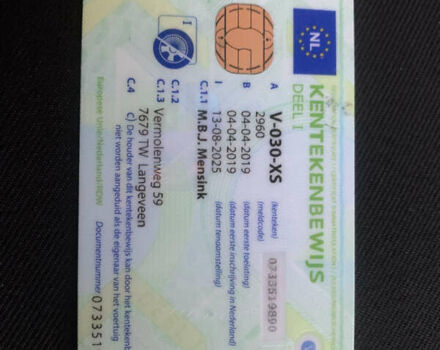 NL
KENTEKENBEWIJS
DEEL I
0733519890
A V-030-XS (kenteken)
2960 (meldcode)
B 04-04-2019 (datum eerste toelating)
04-04-2019 (datum eerste inschrijving in Nederland)
I 13-08-2025 (datum tenaamstelling)
C.1.1 M.B.J. Mensink
C.1.2
C.1.3 Vermolenweg 59
7679 TW Langeveen
C.4 c) De houder van dit kentekenbewijs kan door het kentekenb
niet worden aangeduid als de eigenaar van het voertuig
Europese Unie/Nederland/RDW
Documentnummer 073351